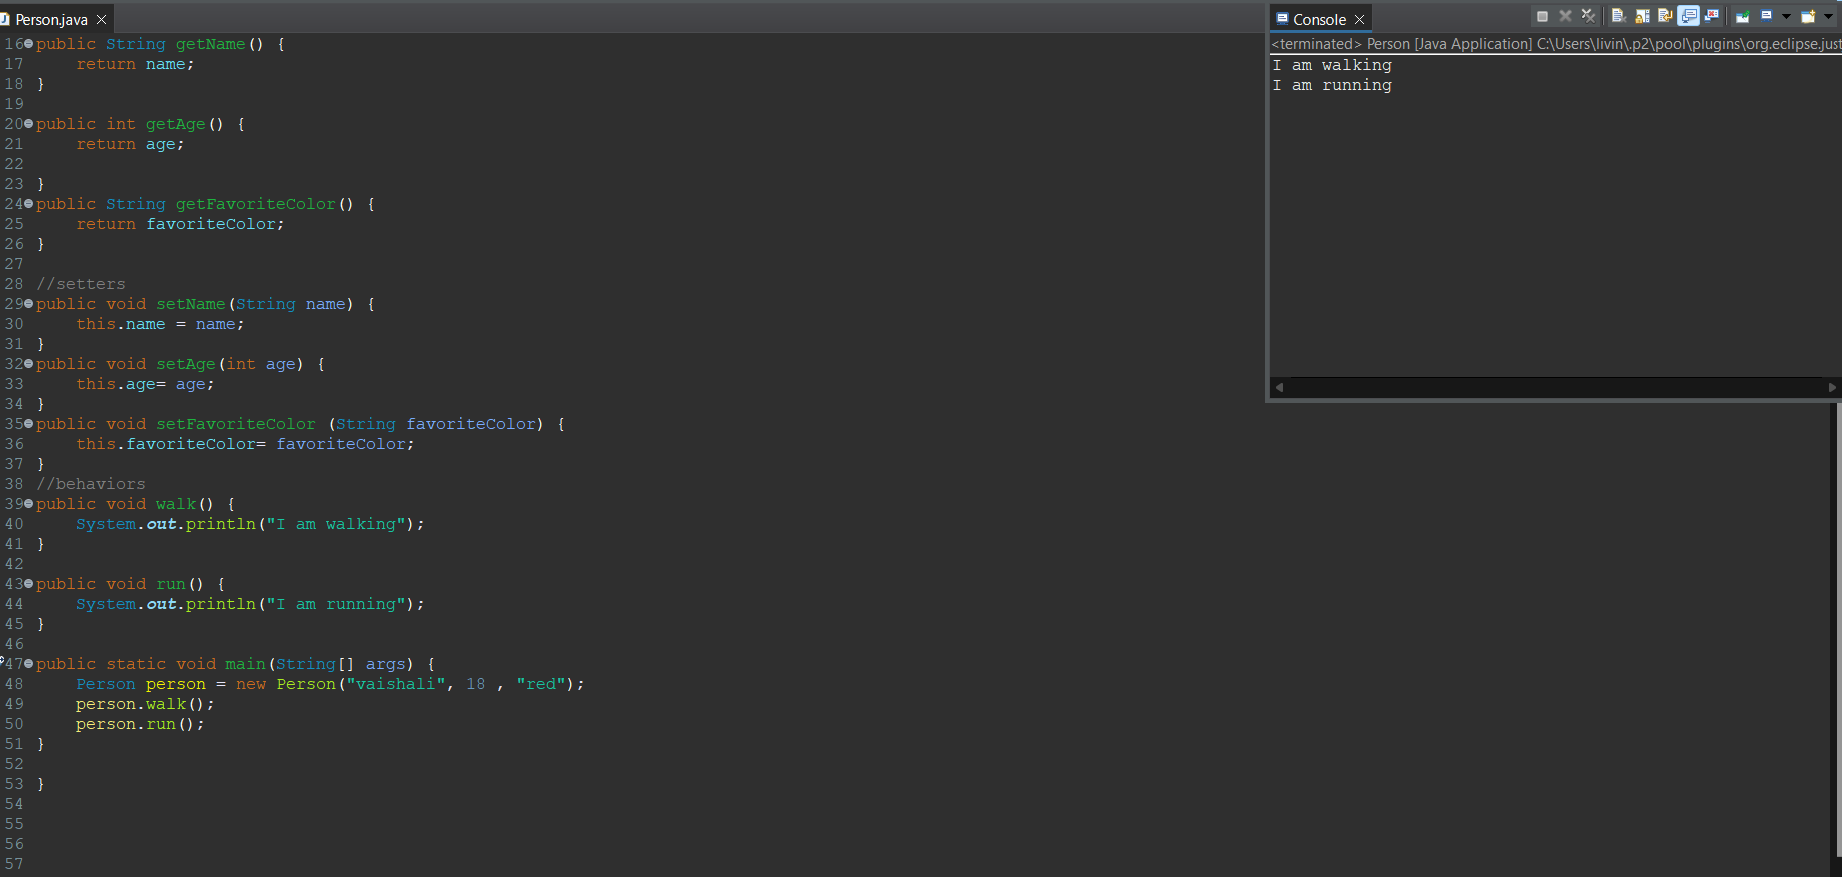 Person.java
16 public String getName() {
17     return name;
18 }
19
20 public int getAge() {
21     return age;
22
23 }
24 public String getFavoriteColor() {
25     return favoriteColor;
26 }
27
28 //setters
29 public void setName(String name) {
30     this.name = name;
31 }
32 public void setAge(int age) {
33     this.age= age;
34 }
35 public void setFavoriteColor (String favoriteColor) {
36     this.favoriteColor= favoriteColor;
37 }
38 //behaviors
39 public void walk() {
40     System.out.println("I am walking");
41 }
42
43 public void run() {
44     System.out.println("I am running");
45 }
46
47 public static void main(String[] args) {
48     Person person = new Person("vaishali", 18 , "red");
49     person.walk();
50     person.run();
51 }
52
53 }
54
55
56
57
Console
<terminated> Person [Java Application] C:\Users\livin\.p2\pool\plugins\org.eclipse.just
I am walking
I am running